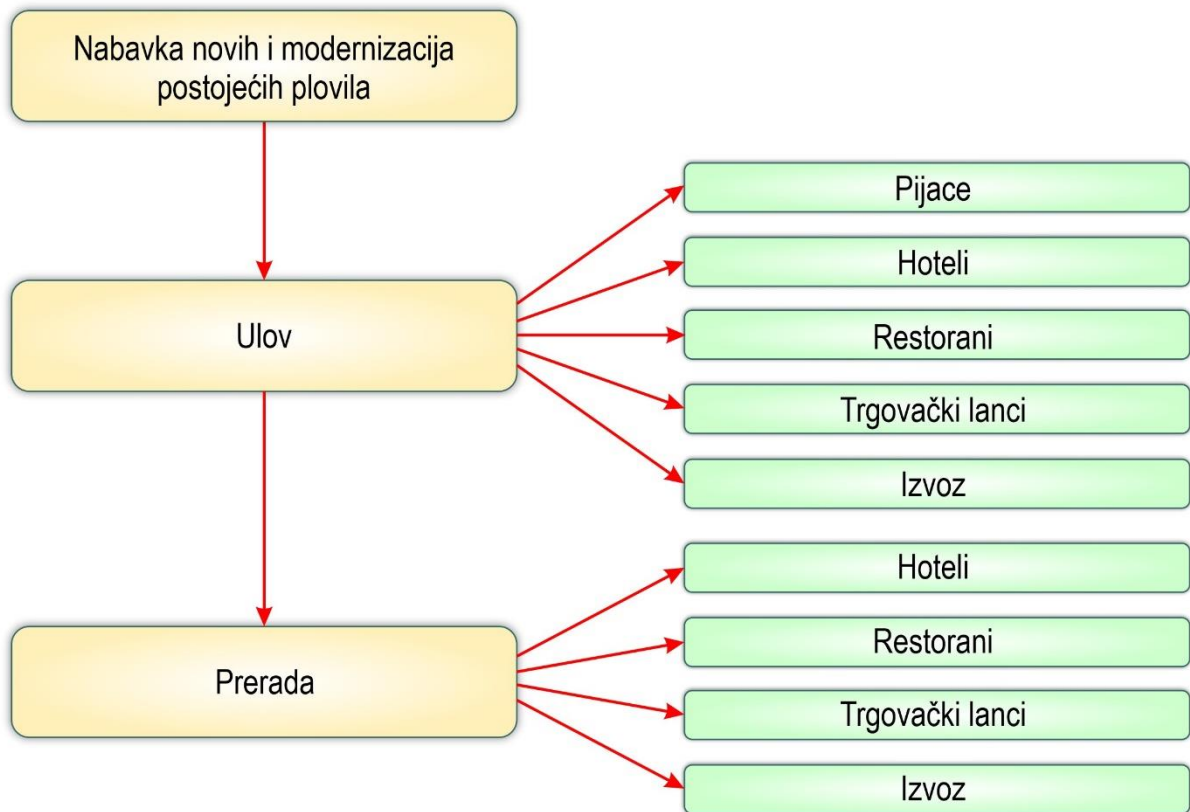 Nabavka novih i modernizacija
postojećih plovila
Ulov
Pijace
Hoteli
Restorani
Trgovački lanci
Izvoz
Prerada
Hoteli
Restorani
Trgovački lanci
Izvoz